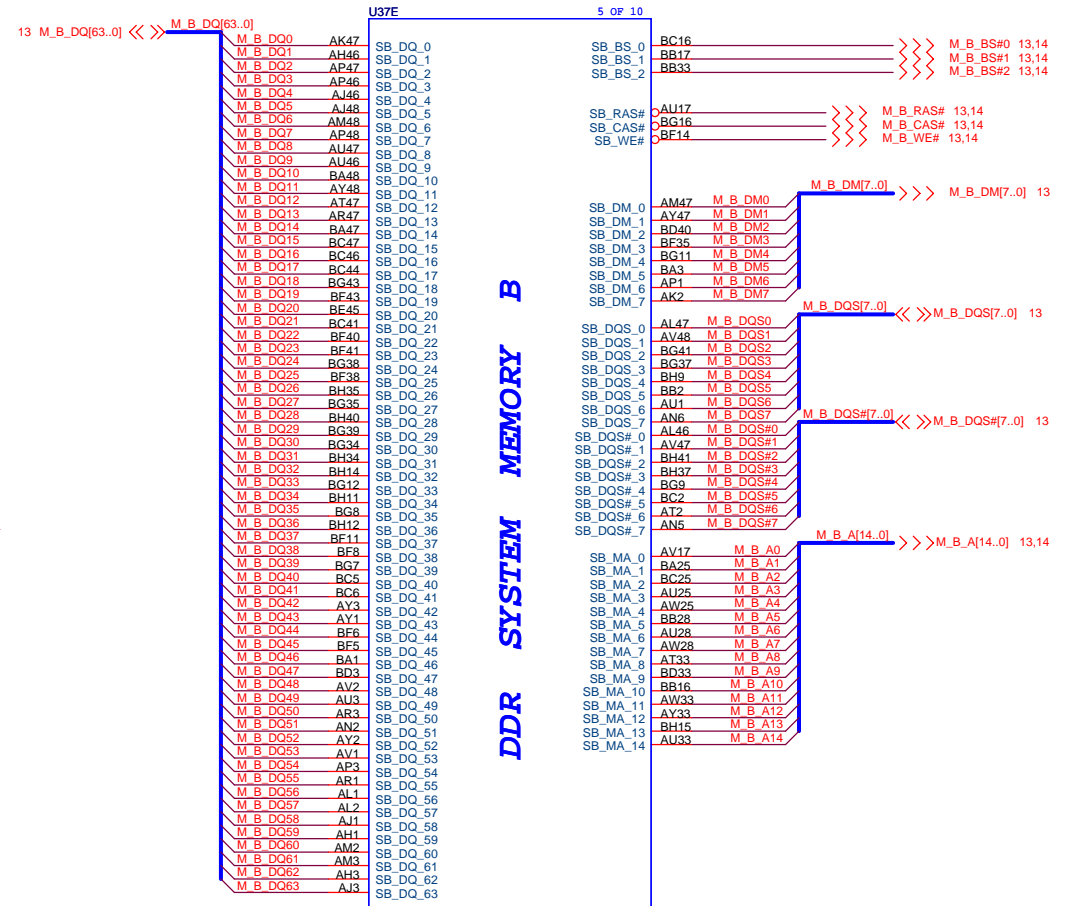 U37E 5 OF 10
13 M_B_DQ[63..0] M_B_DQ[63..0]
M_B_DQ0 AK47 SB_DQ_0
M_B_DQ1 AH46 SB_DQ_1
M_B_DQ2 AP47 SB_DQ_2
M_B_DQ3 AP46 SB_DQ_3
M_B_DQ4 AJ46 SB_DQ_4
M_B_DQ5 AJ48 SB_DQ_5
M_B_DQ6 AM48 SB_DQ_6
M_B_DQ7 AP48 SB_DQ_7
M_B_DQ8 AU47 SB_DQ_8
M_B_DQ9 AU46 SB_DQ_9
M_B_DQ10 BA48 SB_DQ_10
M_B_DQ11 AY48 SB_DQ_11
M_B_DQ12 AT47 SB_DQ_12
M_B_DQ13 AR47 SB_DQ_13
M_B_DQ14 BA47 SB_DQ_14
M_B_DQ15 BC47 SB_DQ_15
M_B_DQ16 BC46 SB_DQ_16
M_B_DQ17 BC44 SB_DQ_17
M_B_DQ18 BG43 SB_DQ_18
M_B_DQ19 BF43 SB_DQ_19
M_B_DQ20 BE45 SB_DQ_20
M_B_DQ21 BC41 SB_DQ_21
M_B_DQ22 BF40 SB_DQ_22
M_B_DQ23 BF41 SB_DQ_23
M_B_DQ24 BG38 SB_DQ_24
M_B_DQ25 BF38 SB_DQ_25
M_B_DQ26 BH35 SB_DQ_26
M_B_DQ27 BG35 SB_DQ_27
M_B_DQ28 BH40 SB_DQ_28
M_B_DQ29 BG39 SB_DQ_29
M_B_DQ30 BG34 SB_DQ_30
M_B_DQ31 BH34 SB_DQ_31
M_B_DQ32 BH14 SB_DQ_32
M_B_DQ33 BG12 SB_DQ_33
M_B_DQ34 BH11 SB_DQ_34
M_B_DQ35 BG8 SB_DQ_35
M_B_DQ36 BH12 SB_DQ_36
M_B_DQ37 BF11 SB_DQ_37
M_B_DQ38 BF8 SB_DQ_38
M_B_DQ39 BG7 SB_DQ_39
M_B_DQ40 BC5 SB_DQ_40
M_B_DQ41 BC6 SB_DQ_41
M_B_DQ42 AY3 SB_DQ_42
M_B_DQ43 AY1 SB_DQ_43
M_B_DQ44 BF6 SB_DQ_44
M_B_DQ45 BF5 SB_DQ_45
M_B_DQ46 BA1 SB_DQ_46
M_B_DQ47 BD3 SB_DQ_47
M_B_DQ48 AV2 SB_DQ_48
M_B_DQ49 AU3 SB_DQ_49
M_B_DQ50 AR3 SB_DQ_50
M_B_DQ51 AN2 SB_DQ_51
M_B_DQ52 AY2 SB_DQ_52
M_B_DQ53 AV1 SB_DQ_53
M_B_DQ54 AP3 SB_DQ_54
M_B_DQ55 AR1 SB_DQ_55
M_B_DQ56 AL1 SB_DQ_56
M_B_DQ57 AL2 SB_DQ_57
M_B_DQ58 AJ1 SB_DQ_58
M_B_DQ59 AH1 SB_DQ_59
M_B_DQ60 AM2 SB_DQ_60
M_B_DQ61 AM3 SB_DQ_61
M_B_DQ62 AH3 SB_DQ_62
M_B_DQ63 AJ3 SB_DQ_63
DDR SYSTEM MEMORY B
SB_BS_0 BC16 M_B_BS#0 13,14
SB_BS_1 BB17 M_B_BS#1 13,14
SB_BS_2 BB33 M_B_BS#2 13,14
SB_RAS# AU17 M_B_RAS# 13,14
SB_CAS# BG16 M_B_CAS# 13,14
SB_WE# BF14 M_B_WE# 13,14
M_B_DM[7..0] M_B_DM[7..0] 13
SB_DM_0 AM47 M_B_DM0
SB_DM_1 AY47 M_B_DM1
SB_DM_2 BD40 M_B_DM2
SB_DM_3 BF35 M_B_DM3
SB_DM_4 BG11 M_B_DM4
SB_DM_5 BA3 M_B_DM5
SB_DM_6 AP1 M_B_DM6
SB_DM_7 AK2 M_B_DM7
M_B_DQS[7..0] M_B_DQS[7..0] 13
SB_DQS_0 AL47 M_B_DQS0
SB_DQS_1 AV48 M_B_DQS1
SB_DQS_2 BG41 M_B_DQS2
SB_DQS_3 BG37 M_B_DQS3
SB_DQS_4 BH9 M_B_DQS4
SB_DQS_5 BB2 M_B_DQS5
SB_DQS_6 AU1 M_B_DQS6
SB_DQS_7 AN6 M_B_DQS7
M_B_DQS#[7..0] M_B_DQS#[7..0] 13
SB_DQS#_0 AL46 M_B_DQS#0
SB_DQS#_1 AV47 M_B_DQS#1
SB_DQS#_2 BH41 M_B_DQS#2
SB_DQS#_3 BH37 M_B_DQS#3
SB_DQS#_4 BG9 M_B_DQS#4
SB_DQS#_5 BC2 M_B_DQS#5
SB_DQS#_6 AT2 M_B_DQS#6
SB_DQS#_7 AN5 M_B_DQS#7
M_B_A[14..0] M_B_A[14..0] 13,14
SB_MA_0 AV17 M_B_A0
SB_MA_1 BA25 M_B_A1
SB_MA_2 BC25 M_B_A2
SB_MA_3 AU25 M_B_A3
SB_MA_4 AW25 M_B_A4
SB_MA_5 BB28 M_B_A5
SB_MA_6 AU28 M_B_A6
SB_MA_7 AW28 M_B_A7
SB_MA_8 AT33 M_B_A8
SB_MA_9 BD33 M_B_A9
SB_MA_10 BB16 M_B_A10
SB_MA_11 AW33 M_B_A11
SB_MA_12 AY33 M_B_A12
SB_MA_13 BH15 M_B_A13
SB_MA_14 AU33 M_B_A14